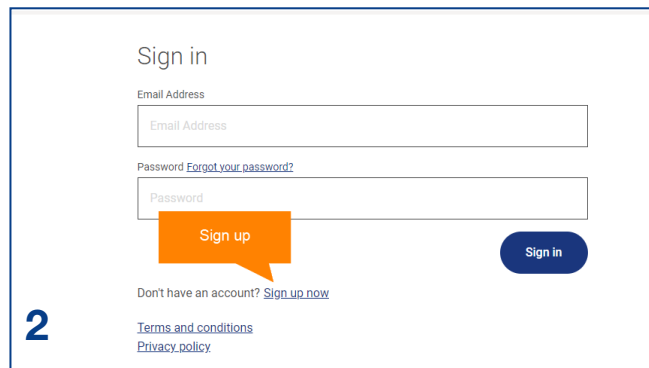 Sign in
Email Address
Email Address
Password Forgot your password?
Password
Sign up
Sign in
Don't have an account? Sign up now
2
Terms and conditions
Privacy policy